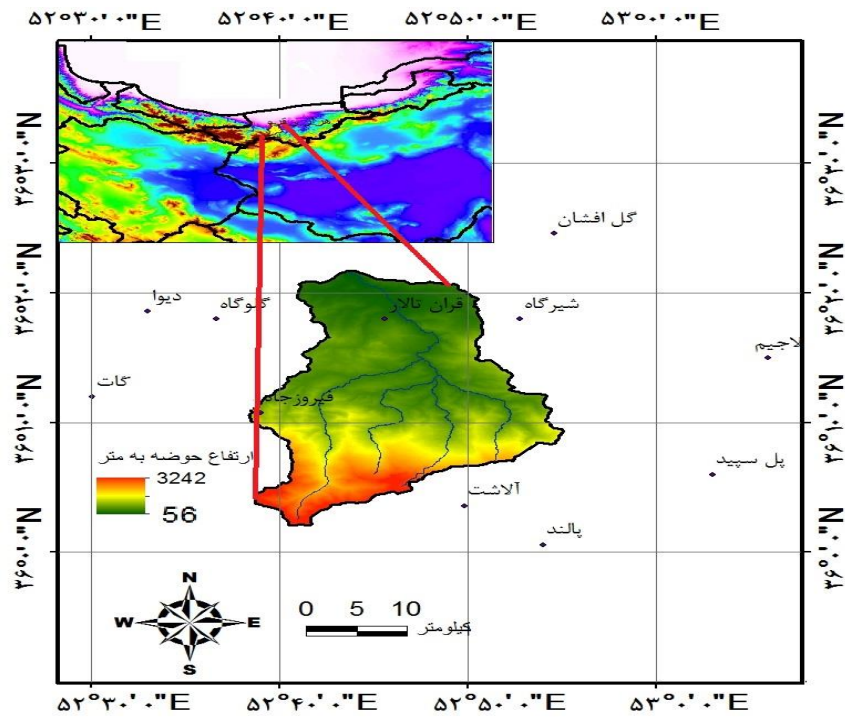 ۵۲°۳۰'۰"E ۵۲°۴۰'۰"E ۵۲°۵۰'۰"E ۵۳°۰'۰"E
۳۶°۳۰'۰"N ۳۶°۳۰'۰"N
گل افشان
۳۶°۲۰'۰"N ۳۶°۲۰'۰"N
دیوا
گلوگاه
قران تالار
شیرگاه
لاجیم
گات
فیروزجاه
۳۶°۱۰'۰"N ۳۶°۱۰'۰"N
ارتفاع حوضه به متر
3242
56
پل سپید
آلاشت
پالند
۳۶°۰'۰"N ۳۶°۰'۰"N
N
W E
S
0 5 10
کیلومتر
۵۲°۳۰'۰"E ۵۲°۴۰'۰"E ۵۲°۵۰'۰"E ۵۳°۰'۰"E